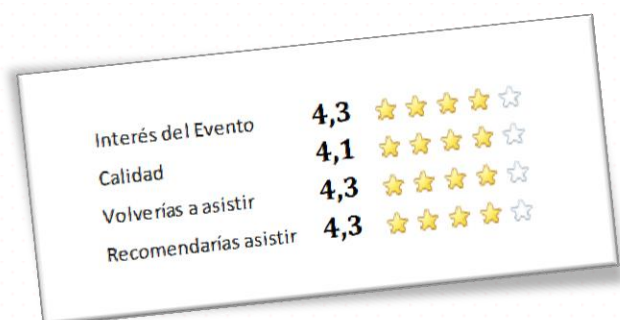 Interés del Evento 4,3
Calidad 4,1
Volverías a asistir 4,3
Recomendarías asistir 4,3